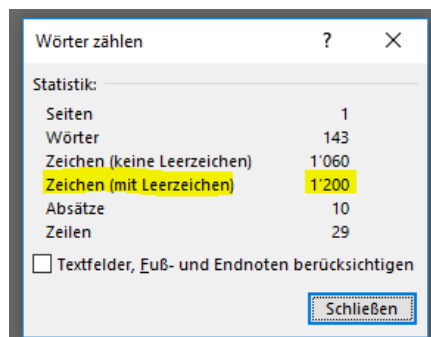 Wörter zählen ? ×
Statistik:
Seiten 1
Wörter 143
Zeichen (keine Leerzeichen) 1'060
Zeichen (mit Leerzeichen) 1'200
Absätze 10
Zeilen 29
Textfelder, Fuß- und Endnoten berücksichtigen
Schließen